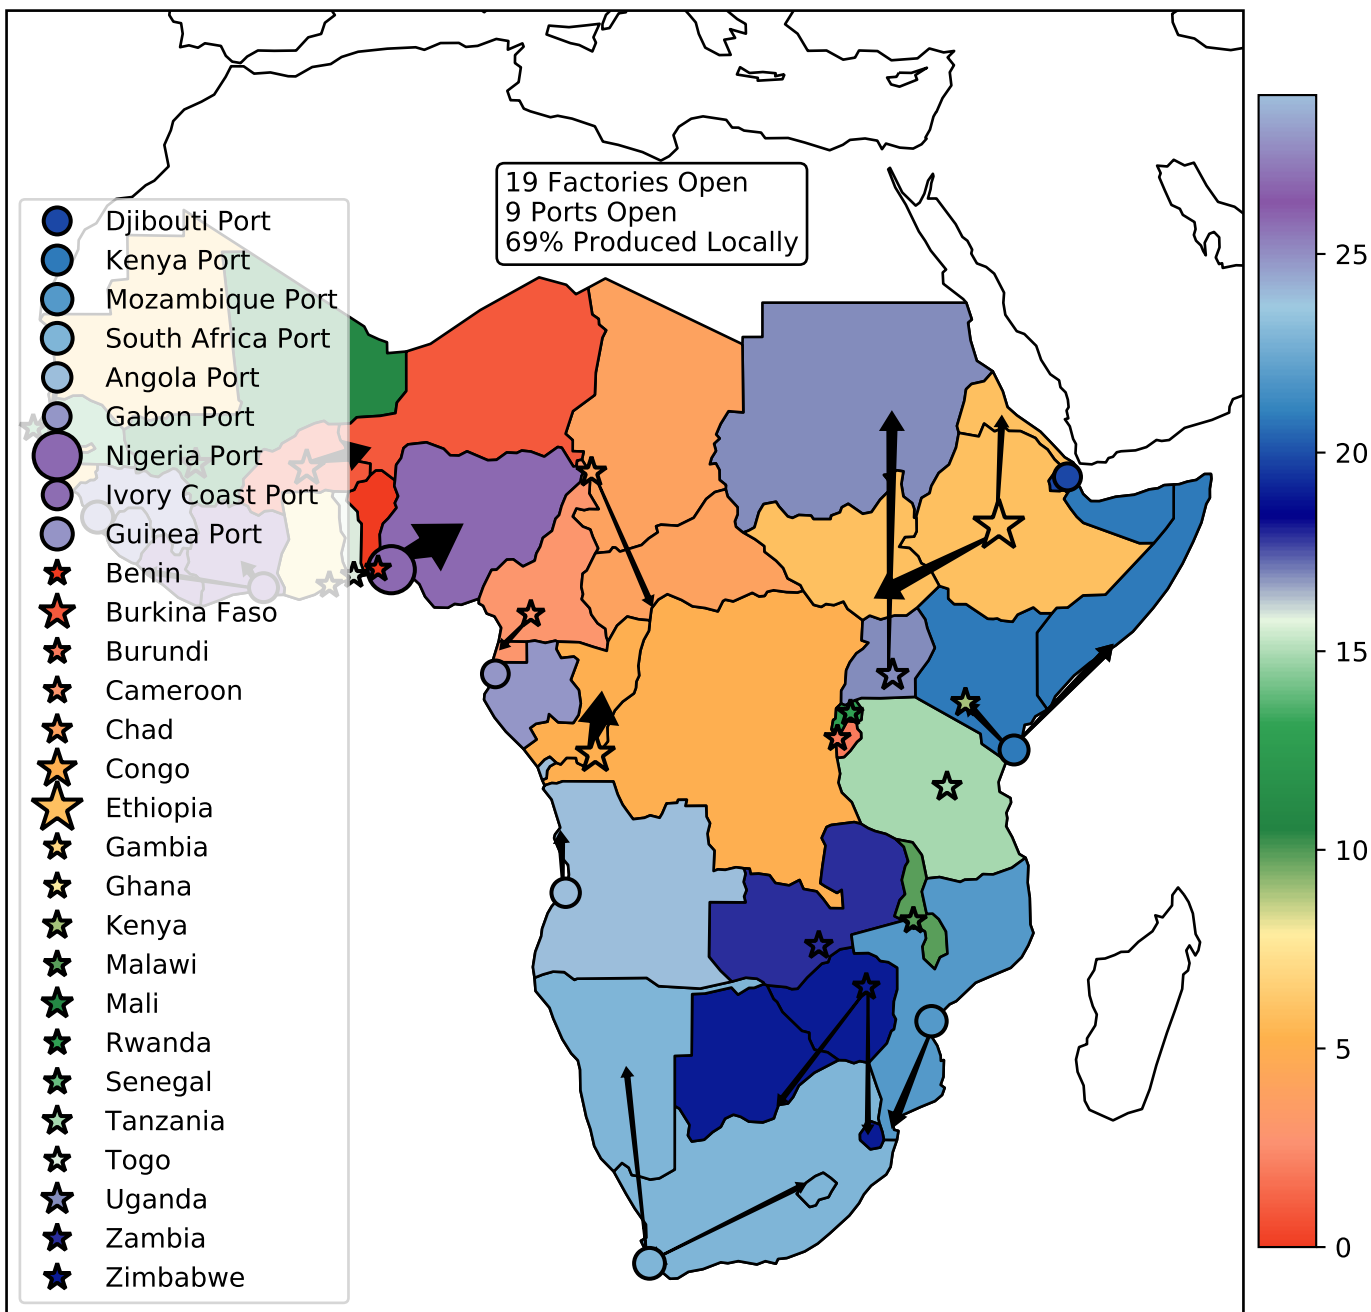 19 Factories Open
9 Ports Open
69% Produced Locally
Djibouti Port
Kenya Port
Mozambique Port
South Africa Port
Angola Port
Gabon Port
Nigeria Port
Ivory Coast Port
Guinea Port
Benin
Burkina Faso
Burundi
Cameroon
Chad
Congo
Ethiopia
Gambia
Ghana
Kenya
Malawi
Mali
Rwanda
Senegal
Tanzania
Togo
Uganda
Zambia
Zimbabwe
25
20
15
10
5
0